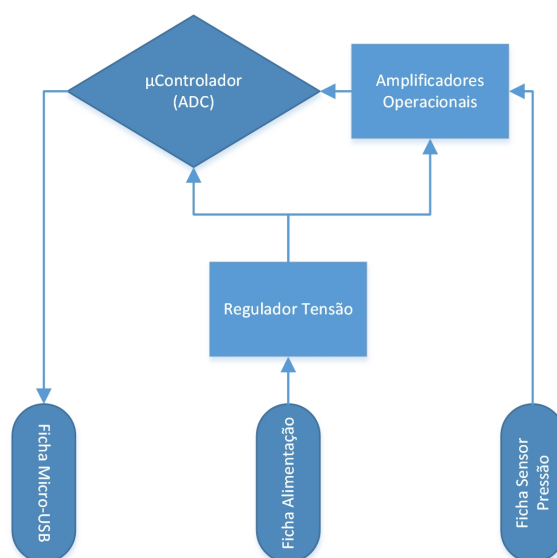 µControlador
(ADC)
Amplificadores
Operacionais
Regulador Tensão
Ficha Micro-USB
Ficha Alimentação
Ficha Sensor
Pressão